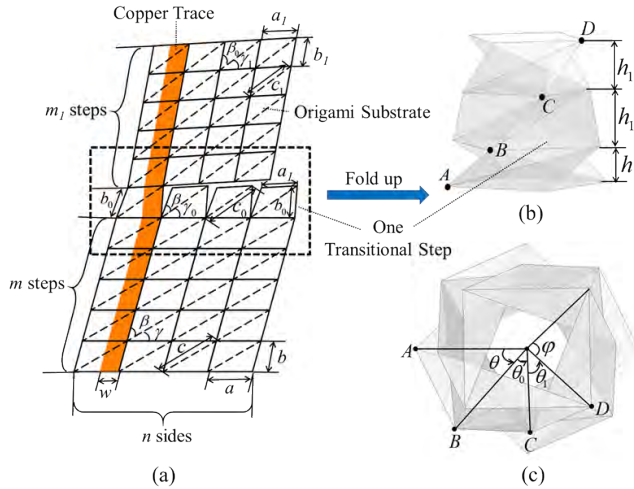 Copper Trace
a₁
β₀
γ₁
b₁
c₁
m₁ steps
Origami Substrate
a₁
b₀
β
γ₀
c₀
b₀
Fold up
One
Transitional Step
m steps
β
γ
c
b
w
a
n sides
(a)
D
h₁
C
h₁
B
h
A
(b)
A
θ
θ₀
θ₁
φ
B
C
D
(c)